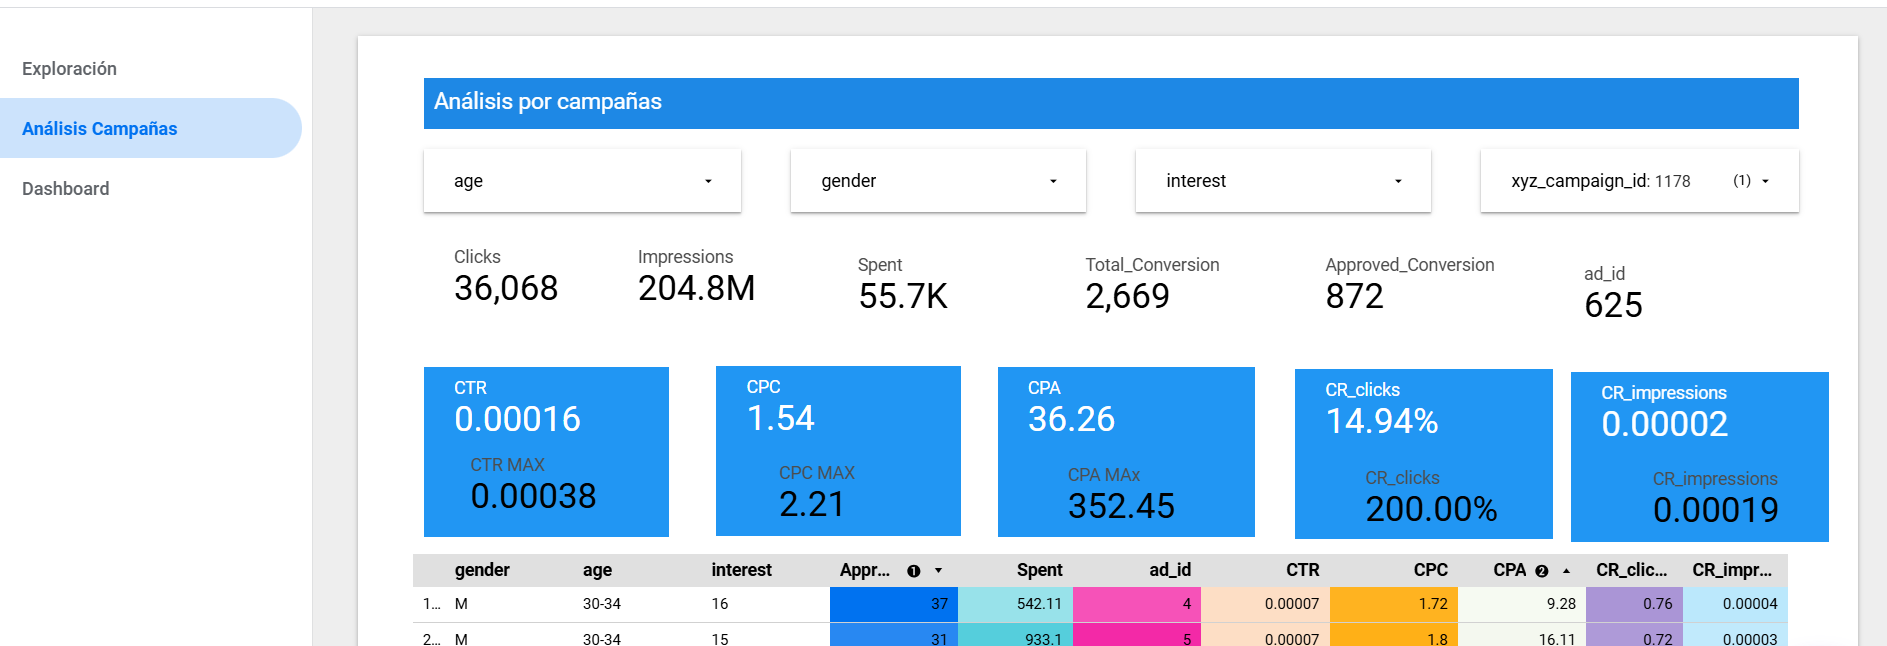 Exploración
Análisis Campañas
Dashboard
Análisis por campañas
age
gender
interest
xyz_campaign_id: 1178 (1)
Clicks
36,068
Impressions
204.8M
Spent
55.7K
Total_Conversion
2,669
Approved_Conversion
872
ad_id
625
CTR
0.00016
CTR MAX
0.00038
CPC
1.54
CPC MAX
2.21
CPA
36.26
CPA MAx
352.45
CR_clicks
14.94%
CR_clicks
200.00%
CR_impressions
0.00002
CR_impressions
0.00019
gender age interest Appr... 1 Spent ad_id CTR CPC CPA 2 CR_clic... CR_impr...
1... M 30-34 16 37 542.11 4 0.00007 1.72 9.28 0.76 0.00004
2... M 30-34 15 31 933.1 5 0.00007 1.8 16.11 0.72 0.00003